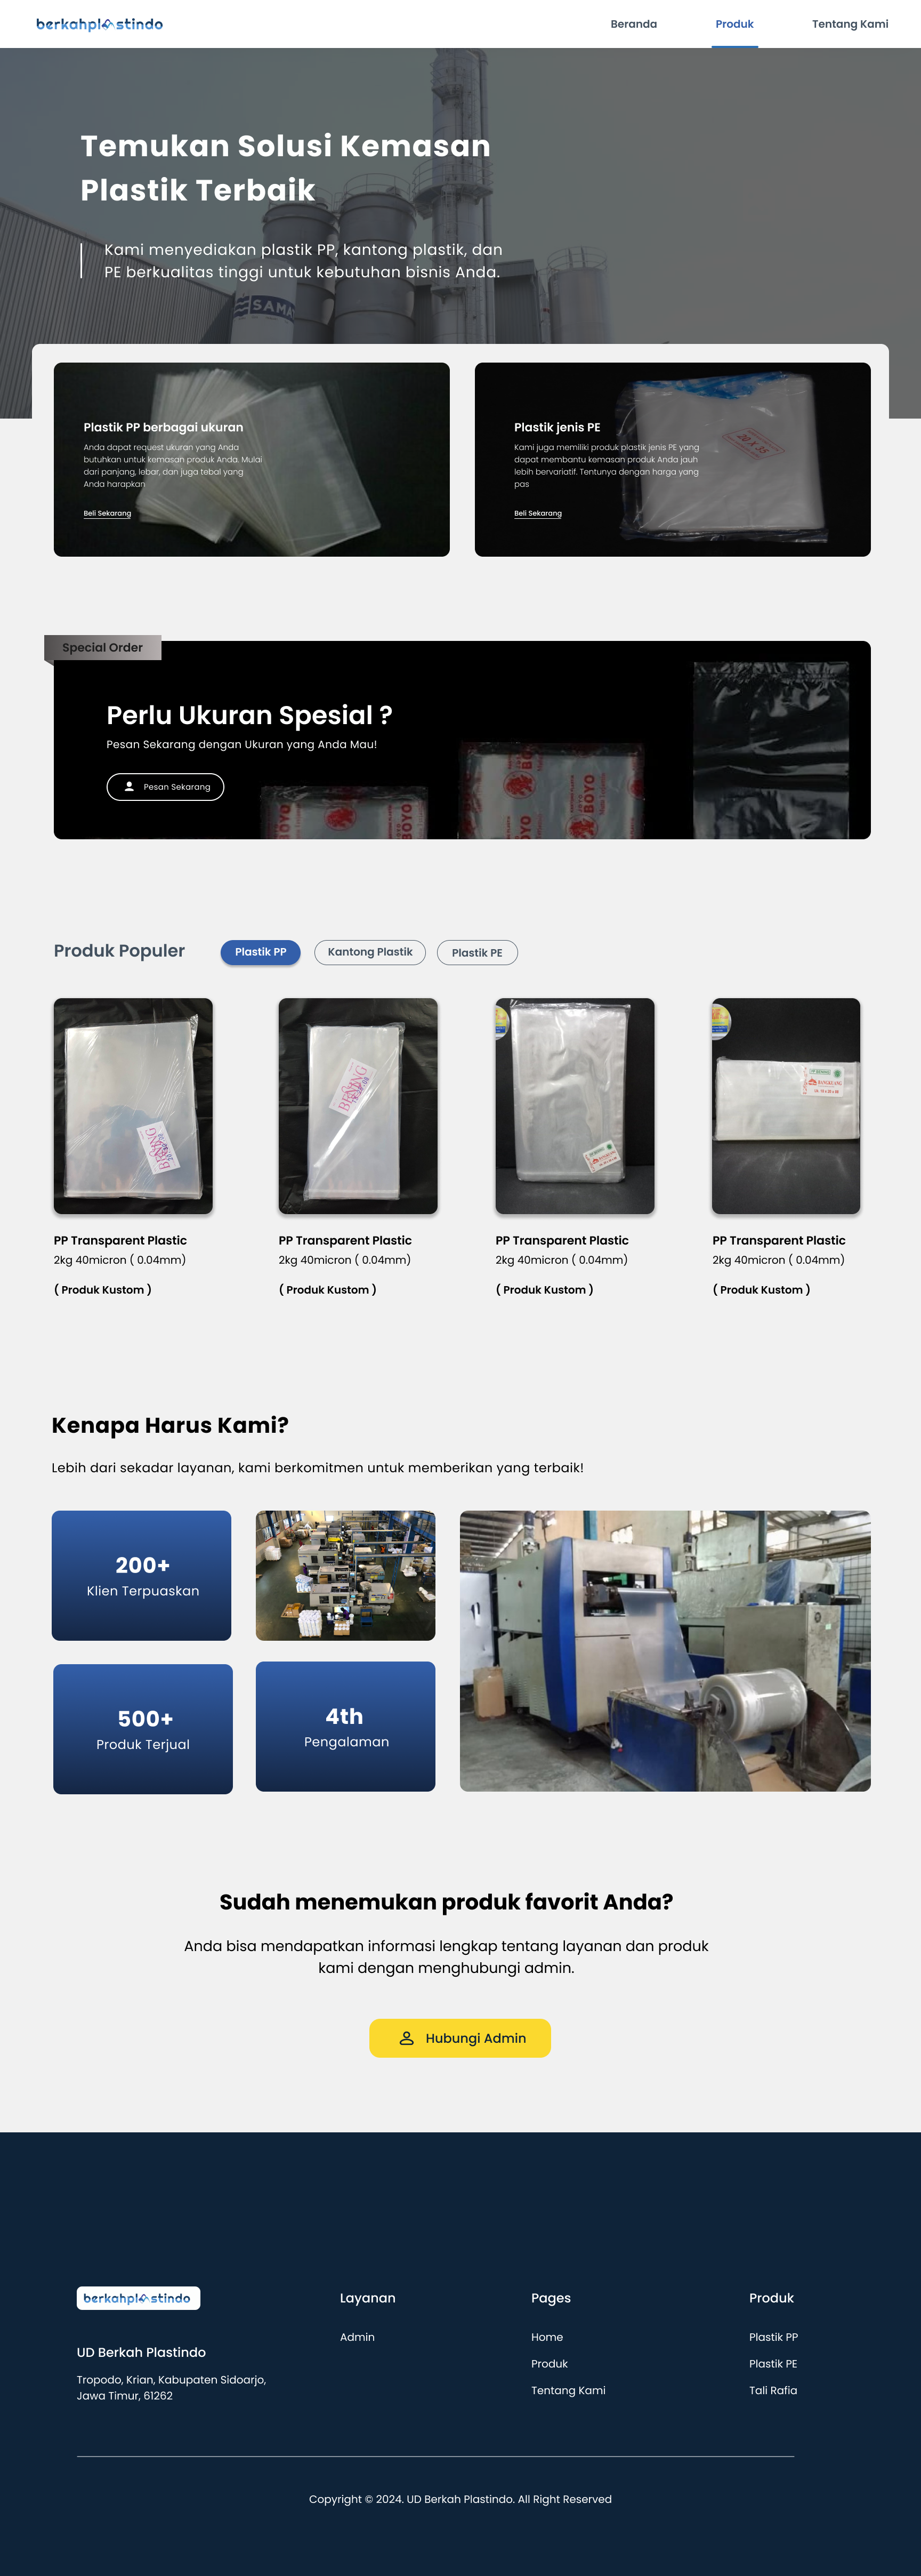 berkahplastindo
Beranda
Produk
Tentang Kami
Temukan Solusi Kemasan
Plastik Terbaik
Kami menyediakan plastik PP, kantong plastik, dan
PE berkualitas tinggi untuk kebutuhan bisnis Anda.
SAMA
Plastik PP berbagai ukuran
Anda dapat request ukuran yang Anda
butuhkan untuk kemasan produk Anda. Mulai
dari panjang, lebar, dan juga tebal yang
Anda harapkan
Beli Sekarang
Plastik jenis PE
Kami juga memiliki produk plastik jenis PE yang
dapat membantu kemasan produk Anda jauh
lebih bervariatif. Tentunya dengan harga yang
pas
Beli Sekarang
20 X 35
Special Order
Perlu Ukuran Spesial ?
Pesan Sekarang dengan Ukuran yang Anda Mau!
Pesan Sekarang
BOYO
BOYO
Produk Populer
Plastik PP
Kantong Plastik
Plastik PE
BENING
BENING
BANGKUANG
PP Transparent Plastic
2kg 40micron ( 0.04mm)
( Produk Kustom )
PP Transparent Plastic
2kg 40micron ( 0.04mm)
( Produk Kustom )
PP Transparent Plastic
2kg 40micron ( 0.04mm)
( Produk Kustom )
PP Transparent Plastic
2kg 40micron ( 0.04mm)
( Produk Kustom )
Kenapa Harus Kami?
Lebih dari sekadar layanan, kami berkomitmen untuk memberikan yang terbaik!
200+
Klien Terpuaskan
500+
Produk Terjual
4th
Pengalaman
Sudah menemukan produk favorit Anda?
Anda bisa mendapatkan informasi lengkap tentang layanan dan produk
kami dengan menghubungi admin.
Hubungi Admin
berkahplastindo
UD Berkah Plastindo
Tropodo, Krian, Kabupaten Sidoarjo,
Jawa Timur, 61262
Layanan
Admin
Pages
Home
Produk
Tentang Kami
Produk
Plastik PP
Plastik PE
Tali Rafia
Copyright © 2024. UD Berkah Plastindo. All Right Reserved